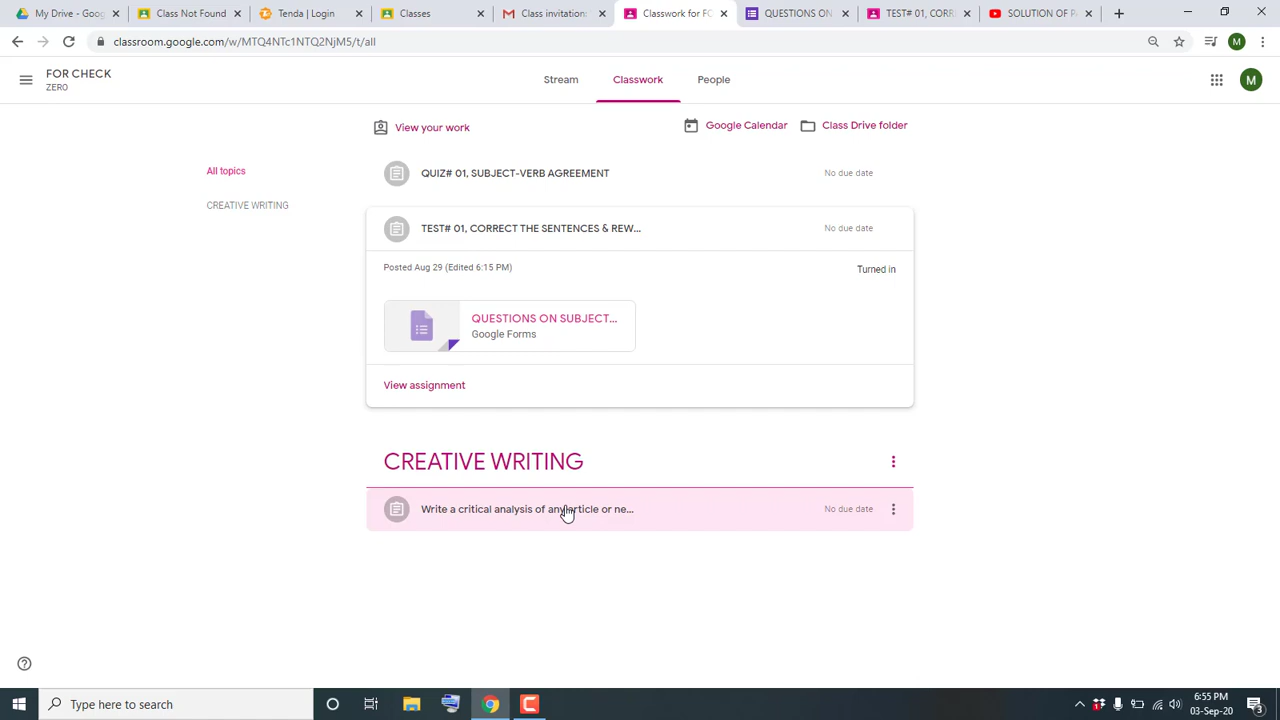 My Drive - Goog
Class Not Found
Tenda | Login
Classes
Class invitation:
Classwork for FC
QUESTIONS ON
TEST# 01, CORRE
SOLUTION OF P
classroom.google.com/w/MTQ4NTc1NTQ2NjM5/t/all
M
FOR CHECK
ZERO
Stream
Classwork
People
M
View your work
Google Calendar
Class Drive folder
All topics
CREATIVE WRITING
QUIZ# 01, SUBJECT-VERB AGREEMENT
No due date
TEST# 01, CORRECT THE SENTENCES & REW...
No due date
Posted Aug 29 (Edited 6:15 PM)
Turned in
QUESTIONS ON SUBJECT...
Google Forms
View assignment
CREATIVE WRITING
Write a critical analysis of any article or ne...
No due date
Type here to search
6:55 PM
03-Sep-20
3